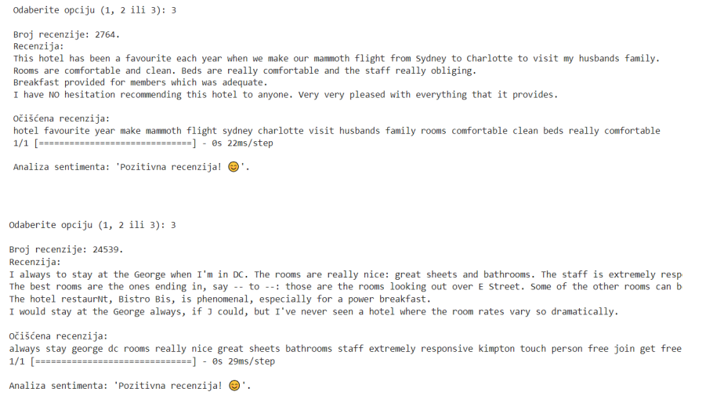 Odaberite opciju (1, 2 ili 3): 3
Broj recenzije: 2764.
Recenzija:
This hotel has been a favourite each year when we make our mammoth flight from Sydney to Charlotte to visit my husbands family.
Rooms are comfortable and clean. Beds are really comfortable and the staff really obliging.
Breakfast provided for members which was adequate.
I have NO hesitation recommending this hotel to anyone. Very very pleased with everything that it provides.
Očišćena recenzija:
hotel favourite year make mammoth flight sydney charlotte visit husbands family rooms comfortable clean beds really comfortable
1/1 [==============================] - 0s 22ms/step
Analiza sentimenta: 'Pozitivna recenzija! 😊'.
Odaberite opciju (1, 2 ili 3): 3
Broj recenzije: 24539.
Recenzija:
I always to stay at the George when I'm in DC. The rooms are really nice: great sheets and bathrooms. The staff is extremely resp
The best rooms are the ones ending in, say -- to --: those are the rooms looking out over E Street. Some of the other rooms can b
The hotel restaurNt, Bistro Bis, is phenomenal, especially for a power breakfast.
I would stay at the George always, if J could, but I've never seen a hotel where the room rates vary so dramatically.
Očišćena recenzija:
always stay george dc rooms really nice great sheets bathrooms staff extremely responsive kimpton touch person free join get free
1/1 [==============================] - 0s 29ms/step
Analiza sentimenta: 'Pozitivna recenzija! 😊'.